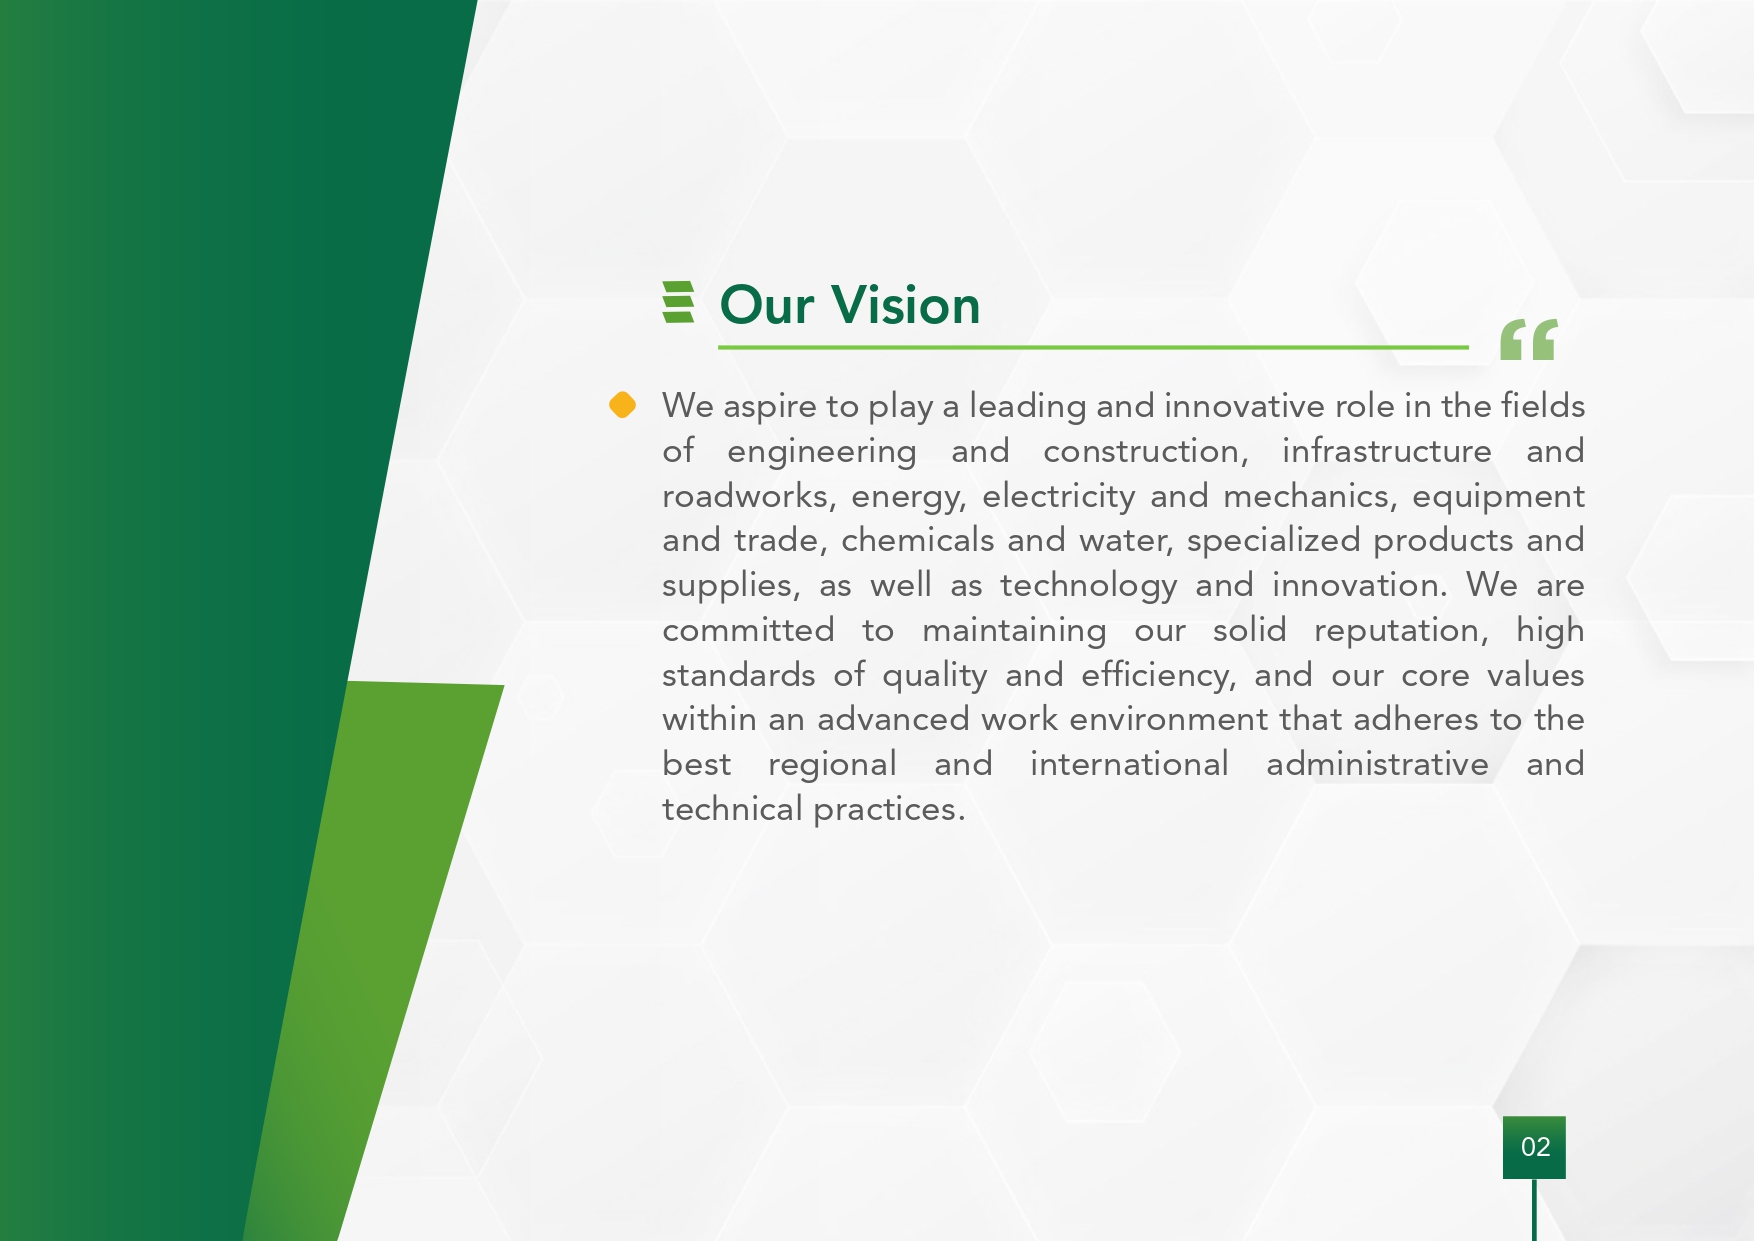 Our Vision
“
We aspire to play a leading and innovative role in the fields
of engineering and construction, infrastructure and
roadworks, energy, electricity and mechanics, equipment
and trade, chemicals and water, specialized products and
supplies, as well as technology and innovation. We are
committed to maintaining our solid reputation, high
standards of quality and efficiency, and our core values
within an advanced work environment that adheres to the
best regional and international administrative and
technical practices.
02